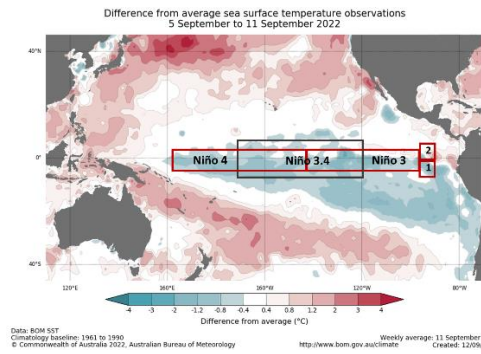 Difference from average sea surface temperature observations
5 September to 11 September 2022
40°N
0°
40°S
Niño 4
Niño 3.4
Niño 3
2
1
120°E
160°E
160°W
120°W
80°W
-4 -3 -2 -1.2 -0.8 -0.4 0.4 0.8 1.2 2 3 4
Difference from average (°C)
Data: BOM SST
Climatology baseline: 1961 to 1990
© Commonwealth of Australia 2022, Australian Bureau of Meteorology
http://www.bom.gov.au/climate
Weekly average: 11 September
Created: 12/09/